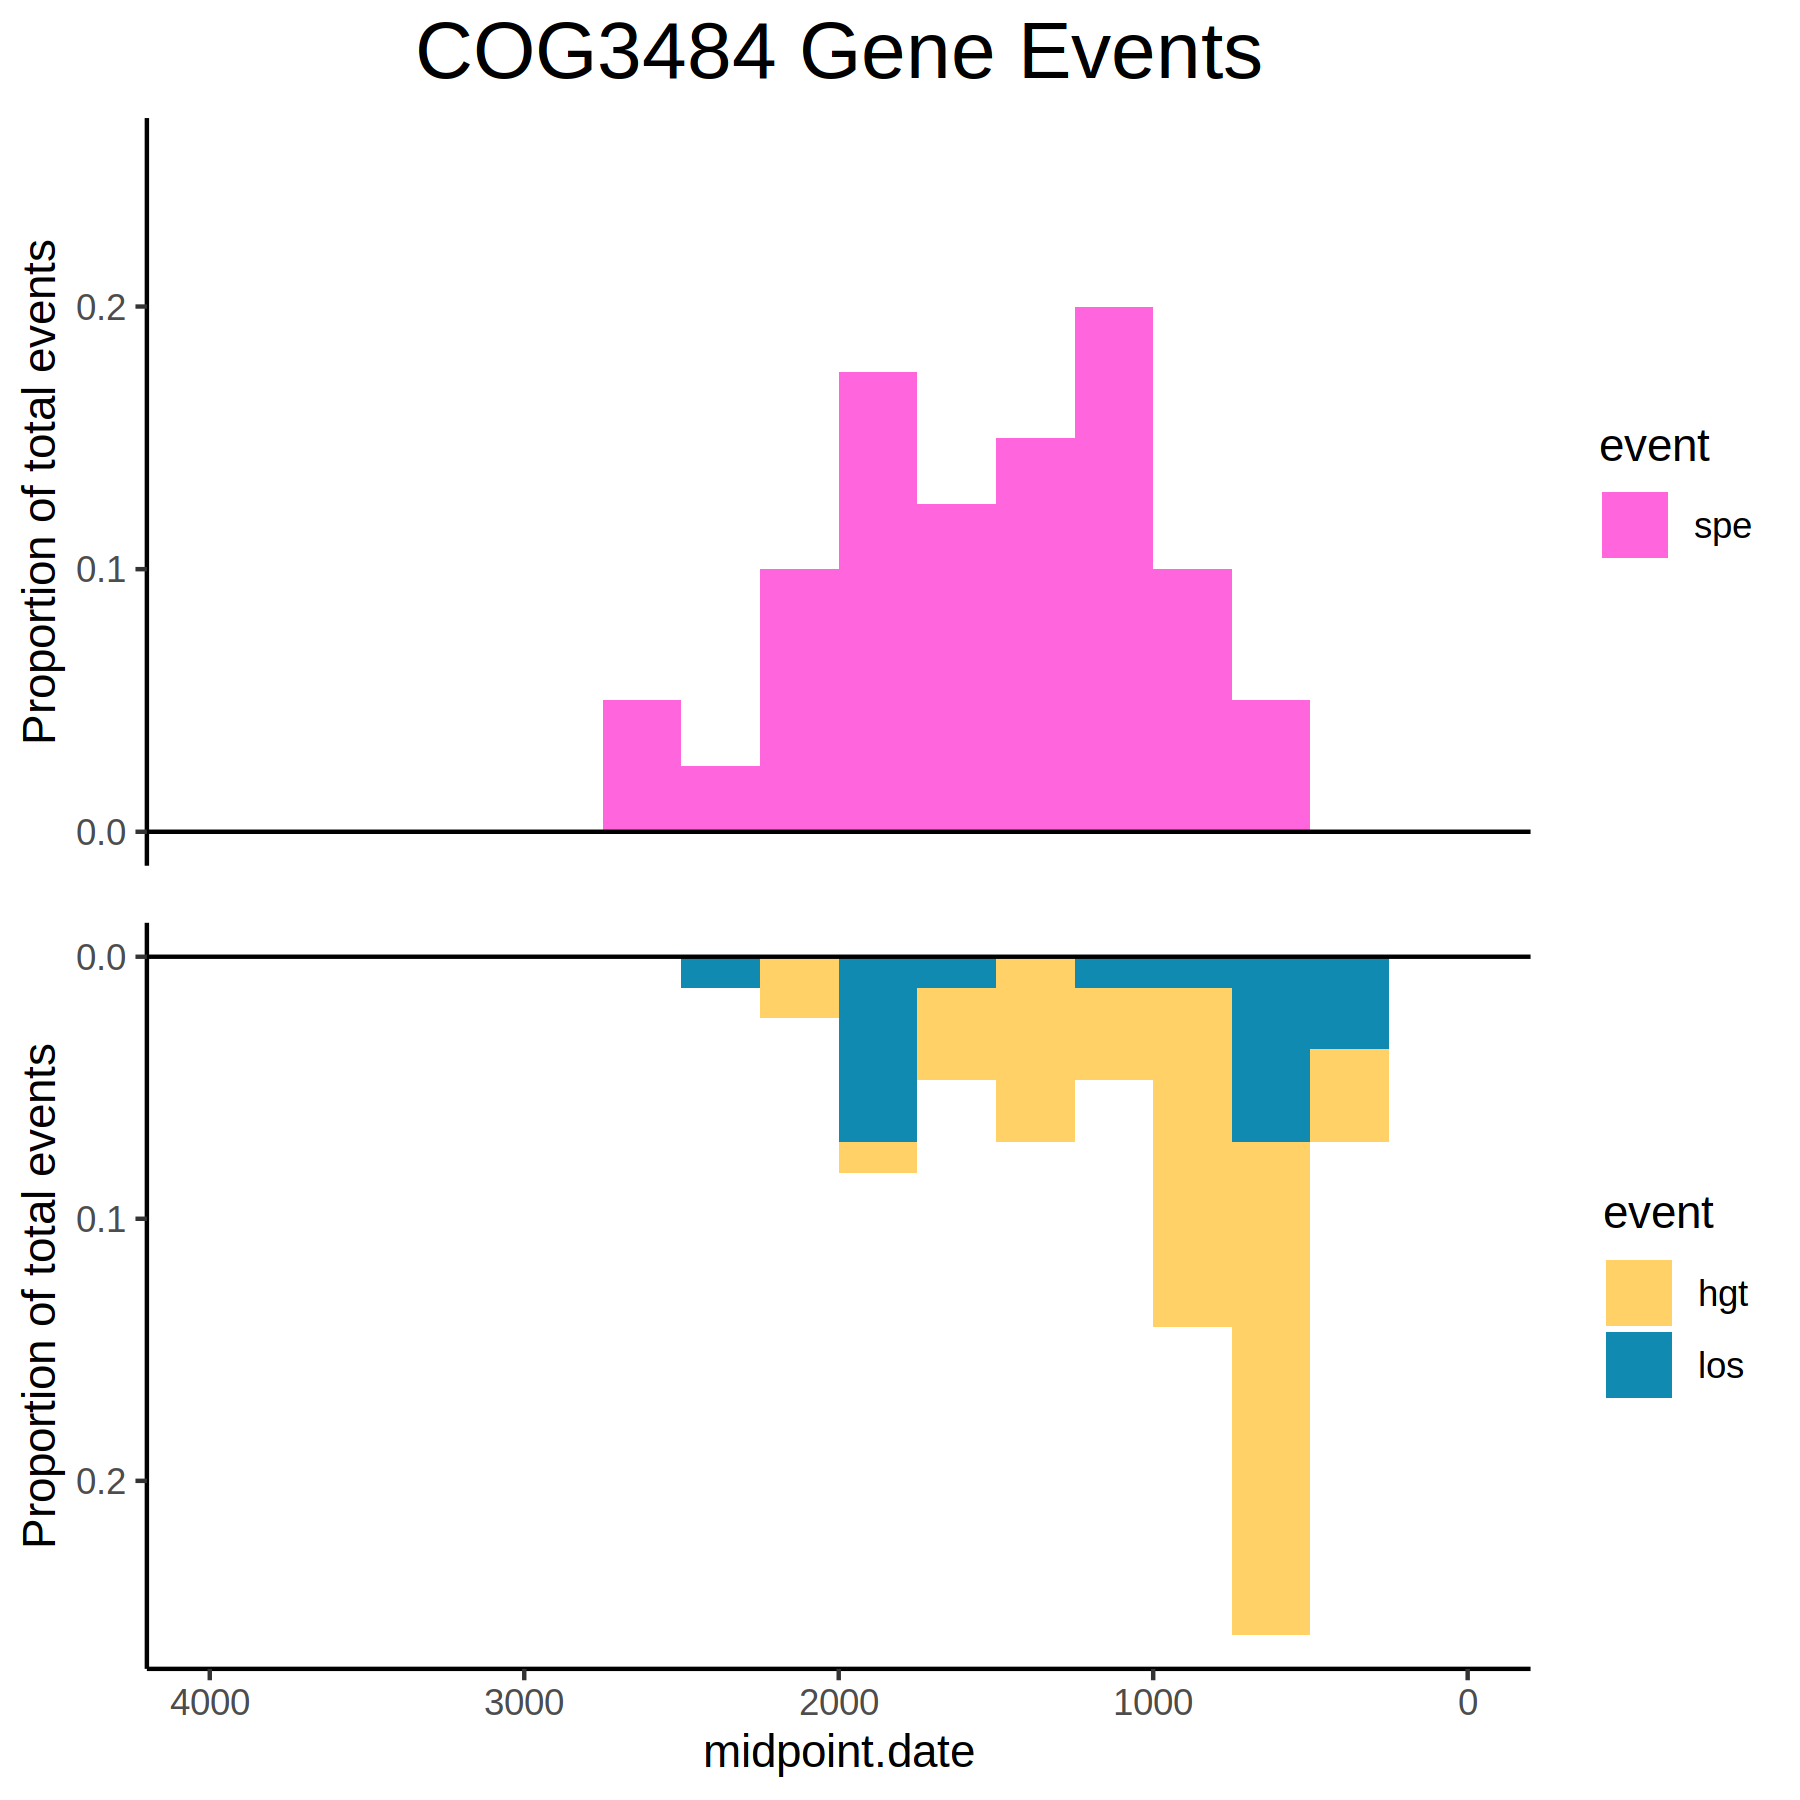 COG3484 Gene Events
Proportion of total events
0.2
0.1
0.0
event
spe
Proportion of total events
0.0
0.1
0.2
event
hgt
los
4000 3000 2000 1000 0
midpoint.date